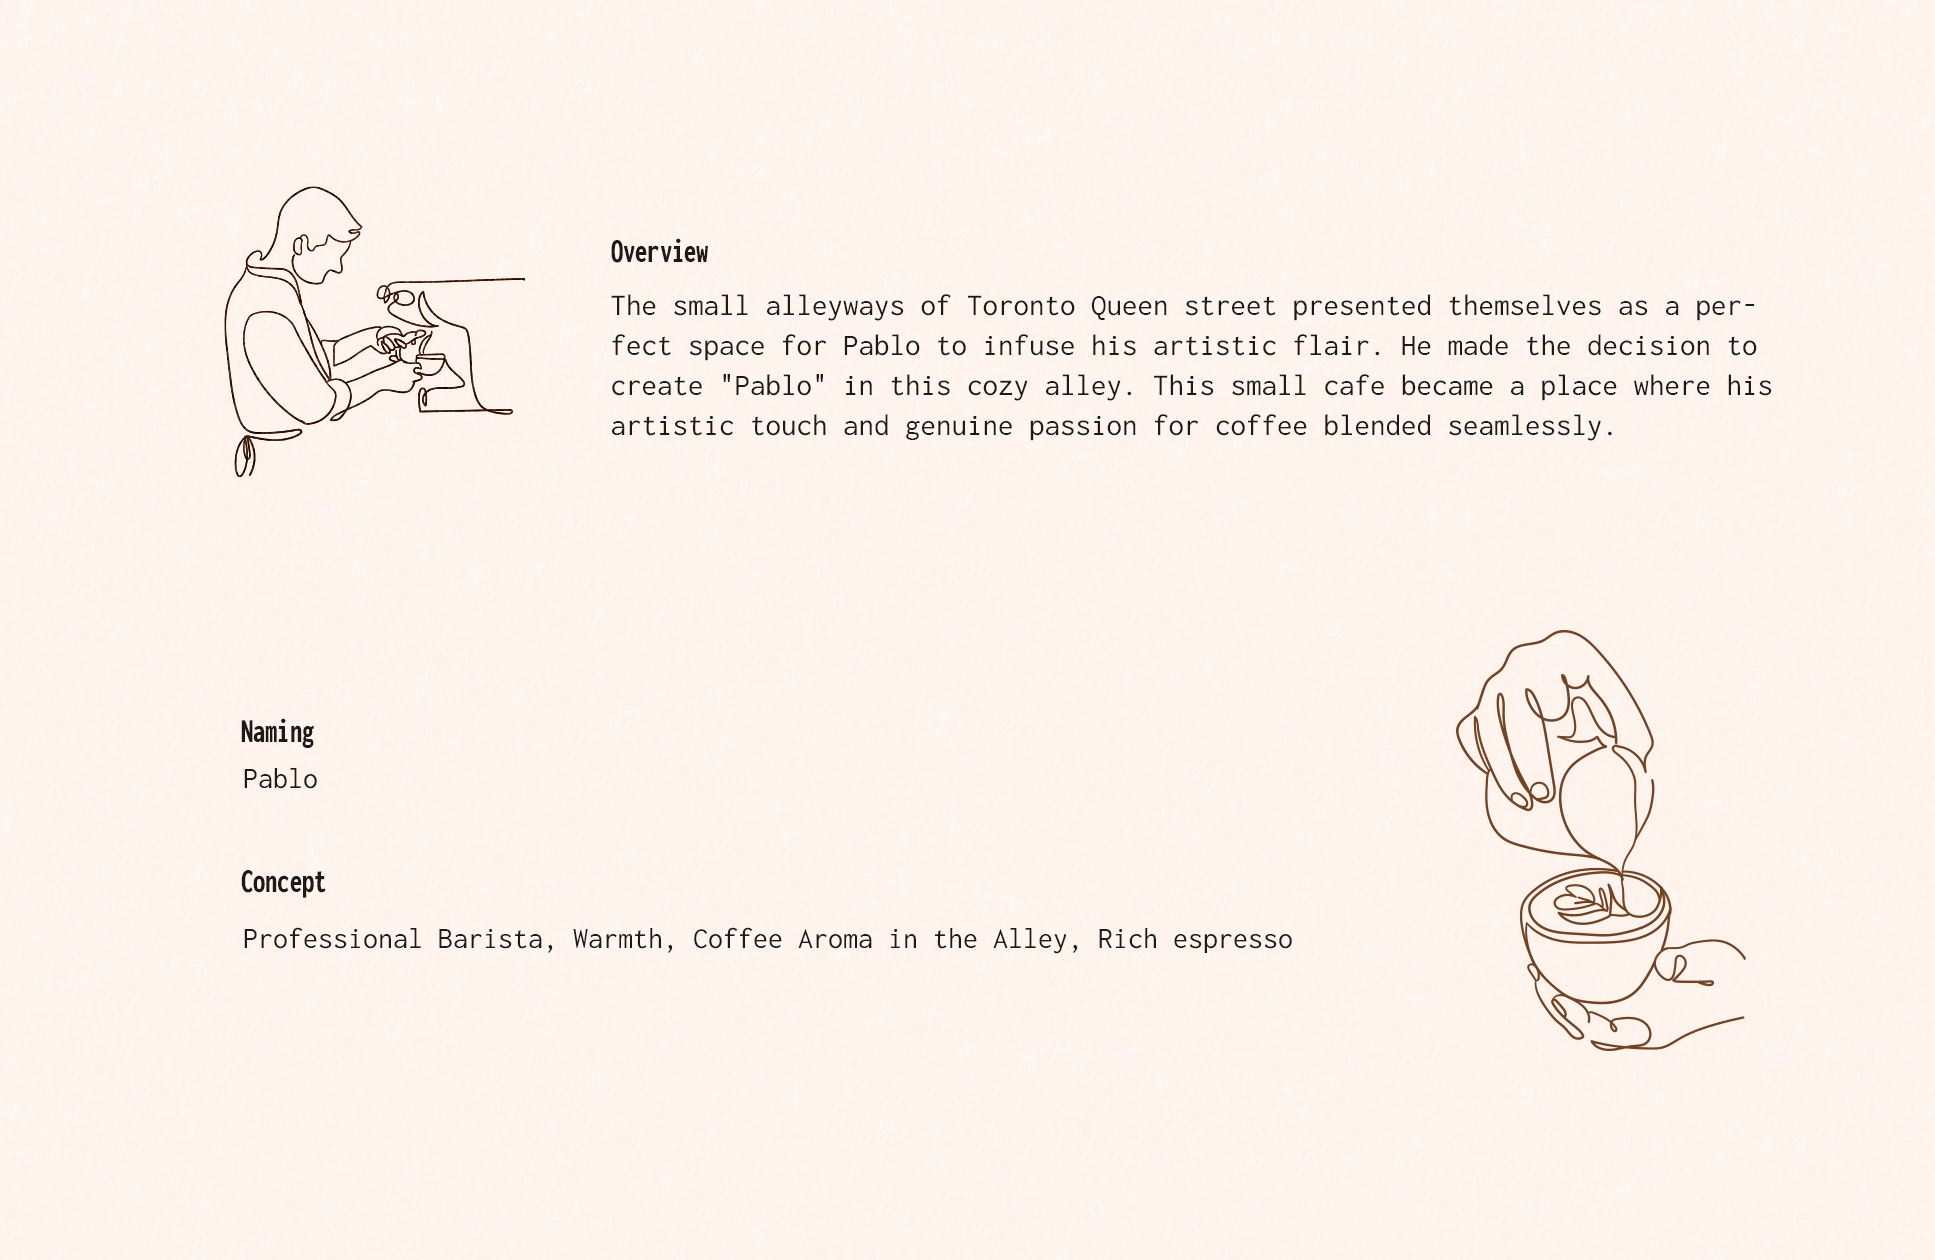 Overview
The small alleyways of Toronto Queen street presented themselves as a per-
fect space for Pablo to infuse his artistic flair. He made the decision to
create "Pablo" in this cozy alley. This small cafe became a place where his
artistic touch and genuine passion for coffee blended seamlessly.
Naming
Pablo
Concept
Professional Barista, Warmth, Coffee Aroma in the Alley, Rich espresso